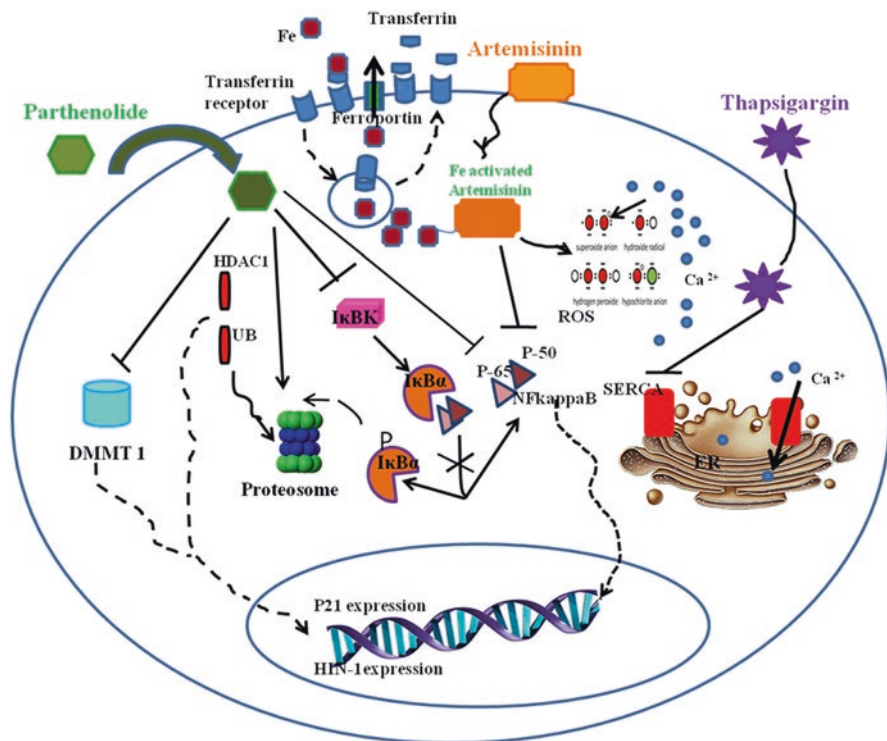 Transferrin
Fe
Artemisinin
Transferrin
receptor
Thapsigargin
Parthenolide
Ferroportin
Fe activated
Artemisinin
superoxide anion
hydroxide radical
HDAC1
Ca 2+
hydrogen peroxide
hypochlorite anion
IκBK
ROS
UB
P-50
P-65
IκBα
NFkappaB
SERCA
Ca 2+
P
IκBα
DMMT 1
ER
Proteosome
P21 expression
HIN-1expression